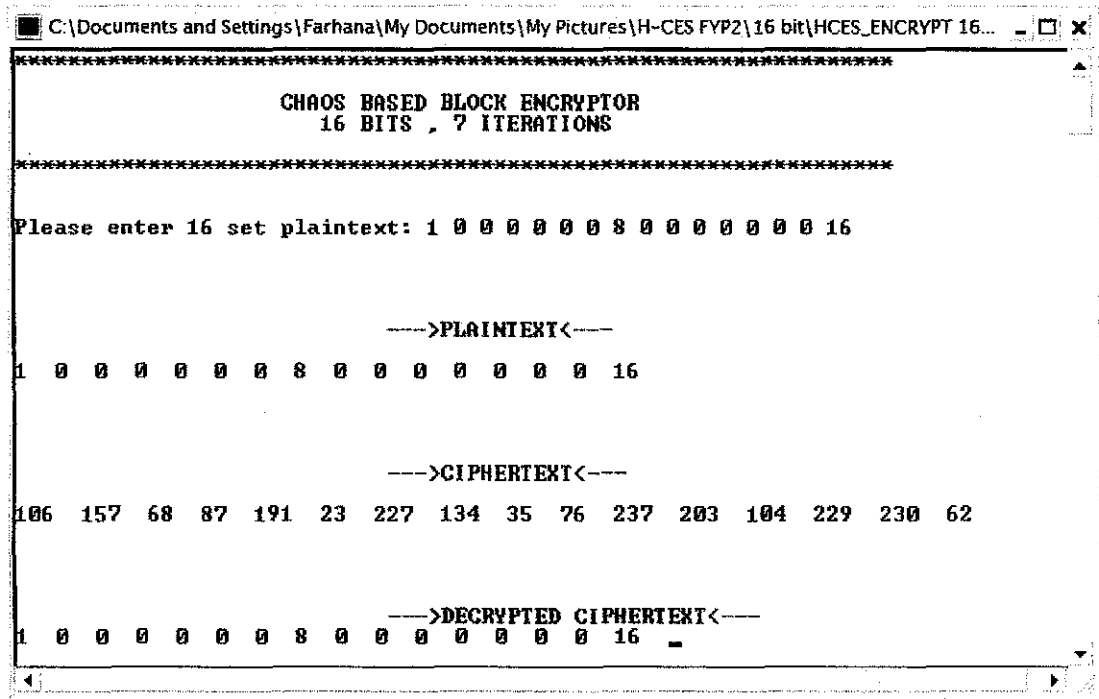 C:\Documents and Settings\Farhana\My Documents\My Pictures\H-CES FYP2\16 bit\HCES_ENCRYPT 16...
******************************************************************
CHAOS BASED BLOCK ENCRYPTOR
16 BITS , 7 ITERATIONS
******************************************************************
Please enter 16 set plaintext: 1 0 0 0 0 0 0 8 0 0 0 0 0 0 0 16
---->PLAINTEXT<----
1 0 0 0 0 0 0 8 0 0 0 0 0 0 0 16
--->CIPHERTEXT<---
106 157 68 87 191 23 227 134 35 76 237 203 104 229 230 62
---->DECRYPTED CIPHERTEXT<----
1 0 0 0 0 0 0 8 0 0 0 0 0 0 0 16 _